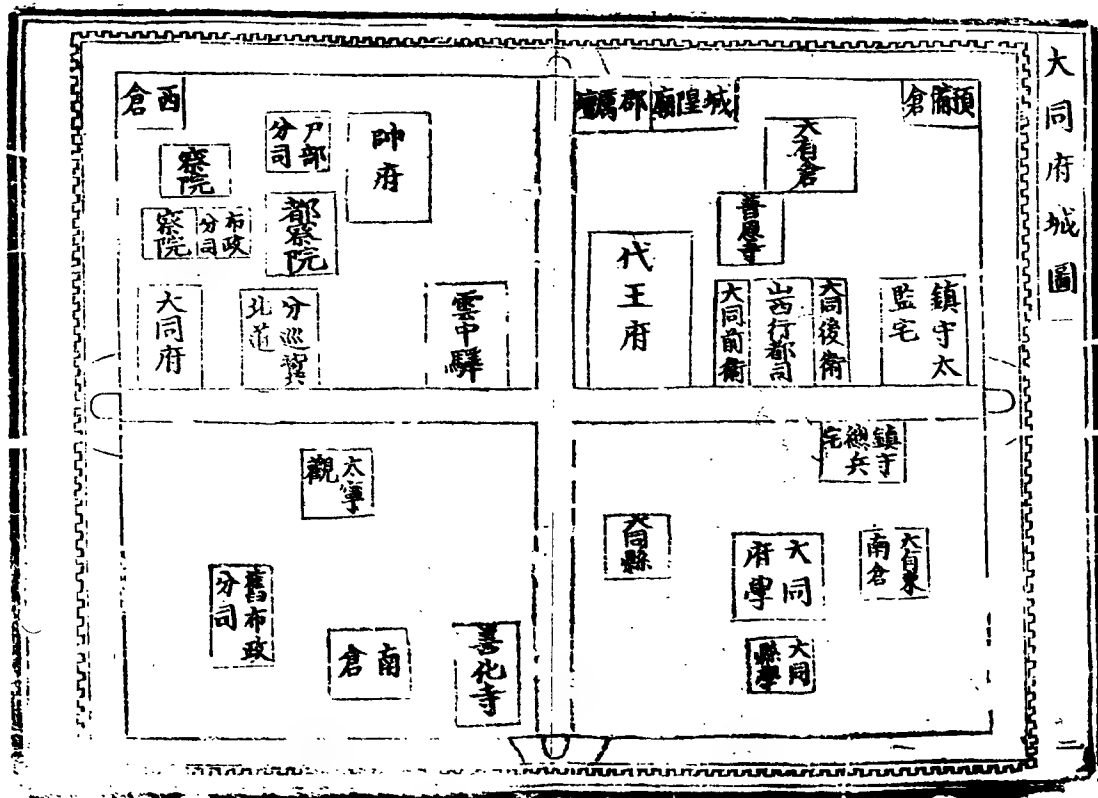 大同府城圖
預備倉
城隍廟
郡厲壇
大有倉
善恩寺
代王府
大同前衛
山西行都司
大同後衛
鎮守太
監宅
鎮守
總兵
宅
大有東
南倉
大同
府學
大同縣
大同
縣學
西倉
戶部
分司
帥府
察院
都察院
布政
分司
察院
大同府
分巡冀
北道
雲中驛
太寧
觀
舊布政
分司
南倉
善化寺
二